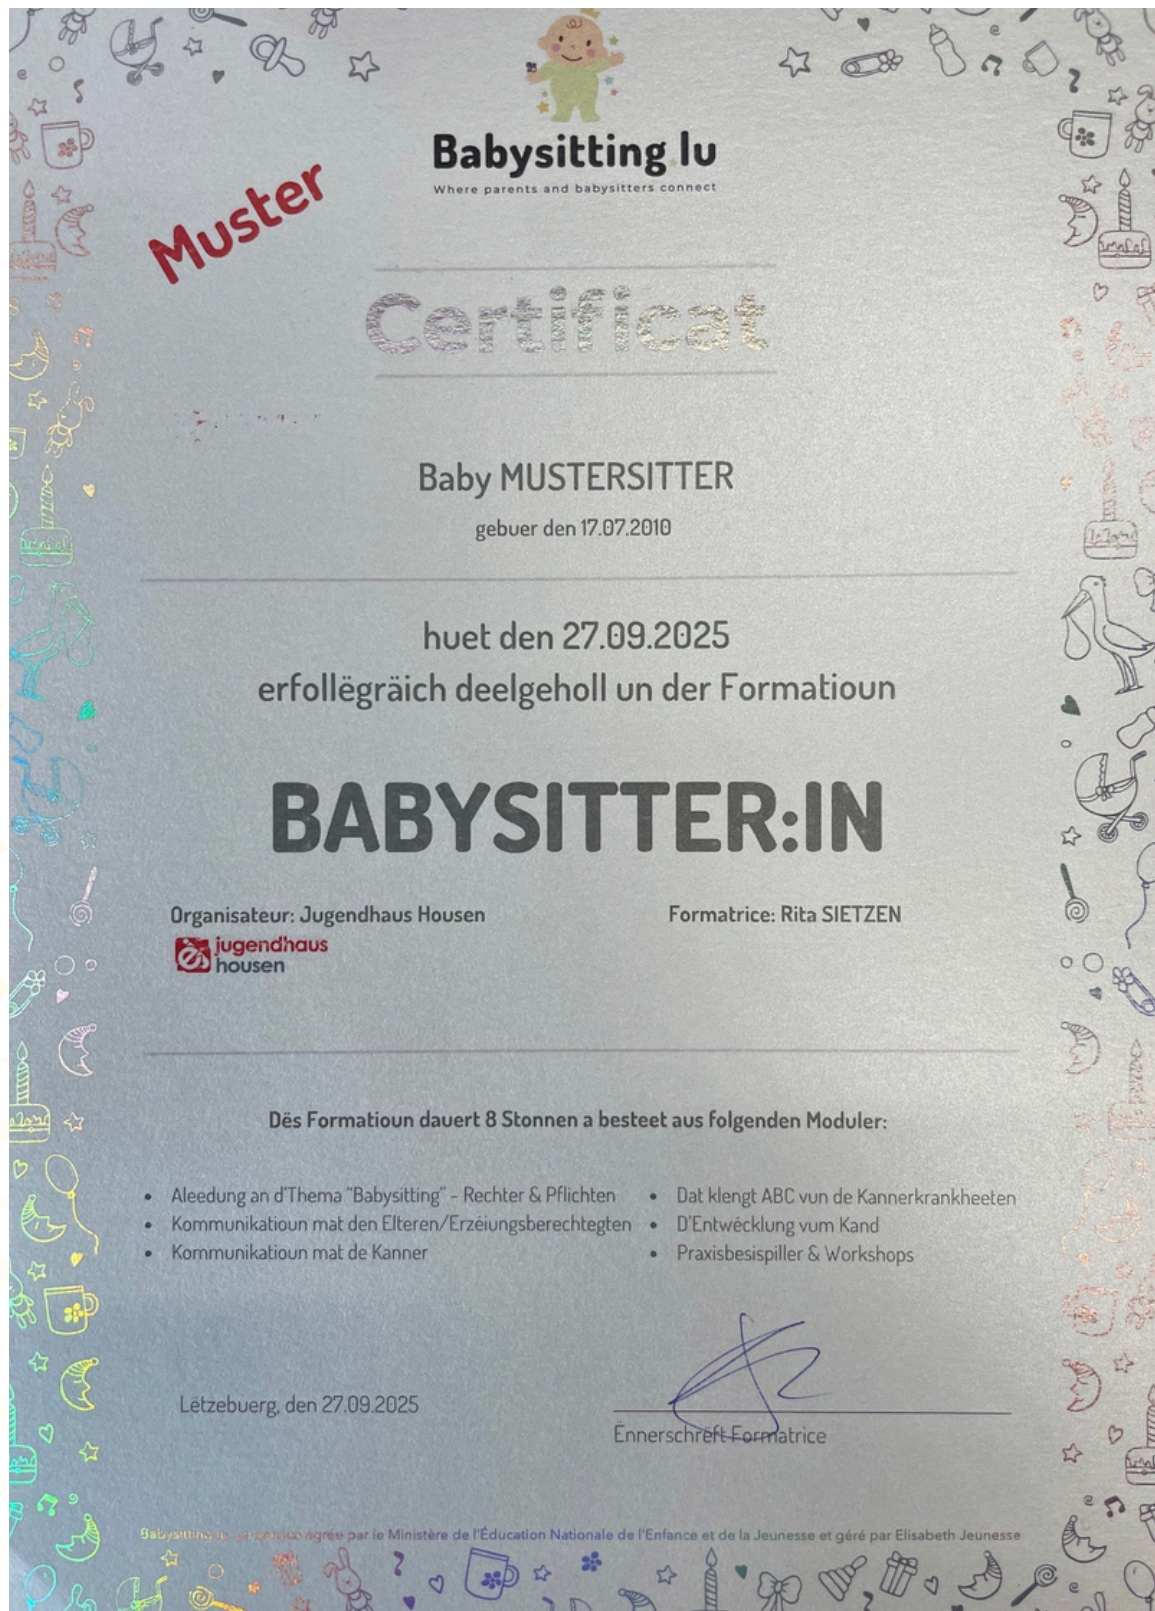 Babysitting.lu
Where parents and babysitters connect
Muster
Certificat
Baby MUSTERSITTER
gebuer den 17.07.2010
huet den 27.09.2025
erfollëgräich deelgeholl un der Formatioun
BABYSITTER:IN
Organisateur: Jugendhaus Housen
Formatrice: Rita SIETZEN
jugendhaus
housen
Dës Formatioun dauert 8 Stonnen a besteet aus folgenden Moduler:
• Aleedung an d'Thema "Babysitting" - Rechter & Pflichten
• Kommunikatioun mat den Elteren/Erzéiungsberechtegten
• Kommunikatioun mat de Kanner
• Dat klengt ABC vun de Kannerkrankheeten
• D'Entwécklung vum Kand
• Praxisbesispiller & Workshops
Lëtzebuerg, den 27.09.2025
Ënnerschrëft Formatrice
Babysitting.lu agréé par le Ministère de l'Éducation Nationale de l'Enfance et de la Jeunesse et géré par Elisabeth Jeunesse